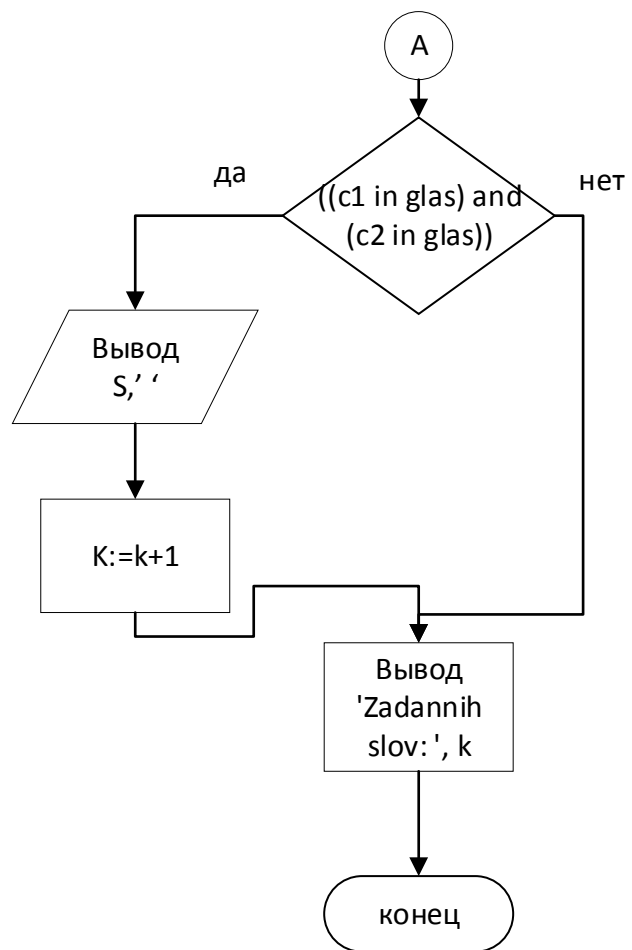 А
да
нет
((c1 in glas) and
(c2 in glas))
Вывод
S,’ ‘
K:=k+1
Вывод
'Zadannih
slov: ', k
конец